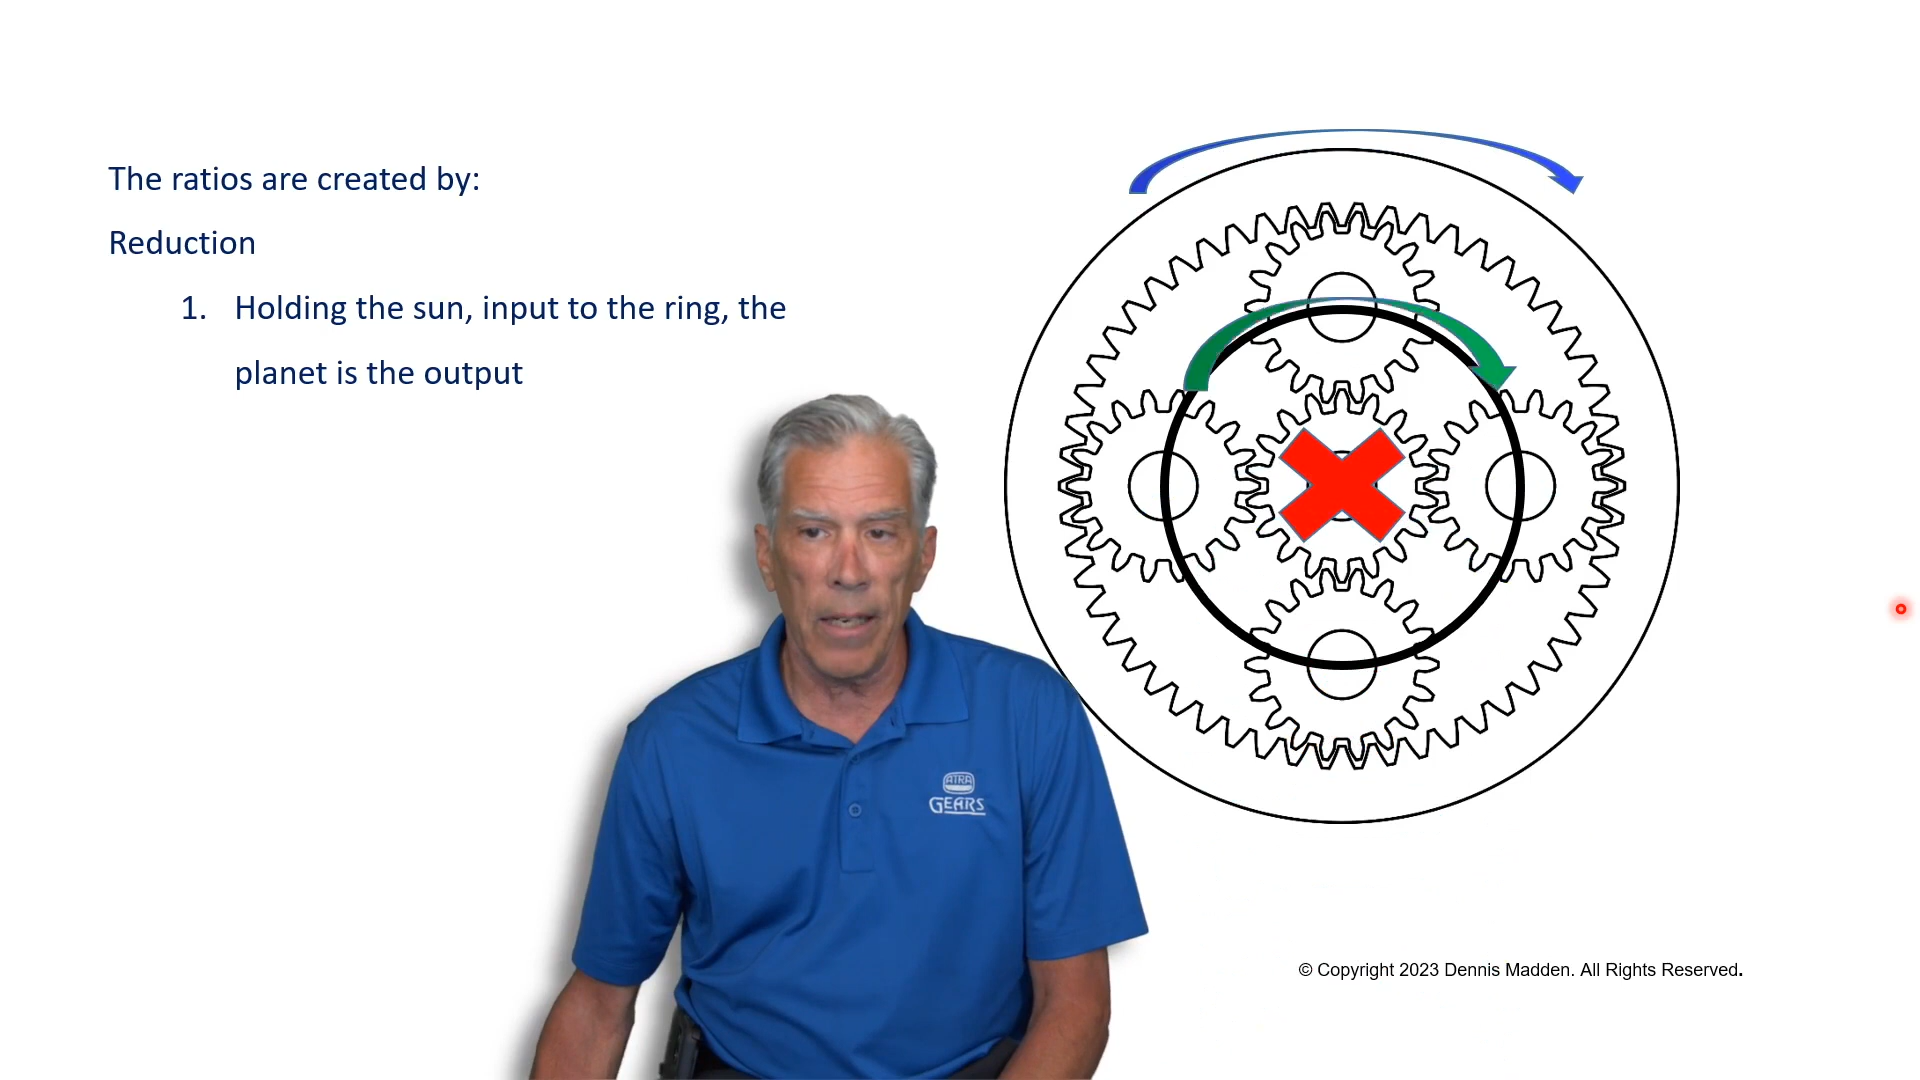 The ratios are created by:
Reduction
1. Holding the sun, input to the ring, the
planet is the output
ATRA
GEARS
© Copyright 2023 Dennis Madden. All Rights Reserved.